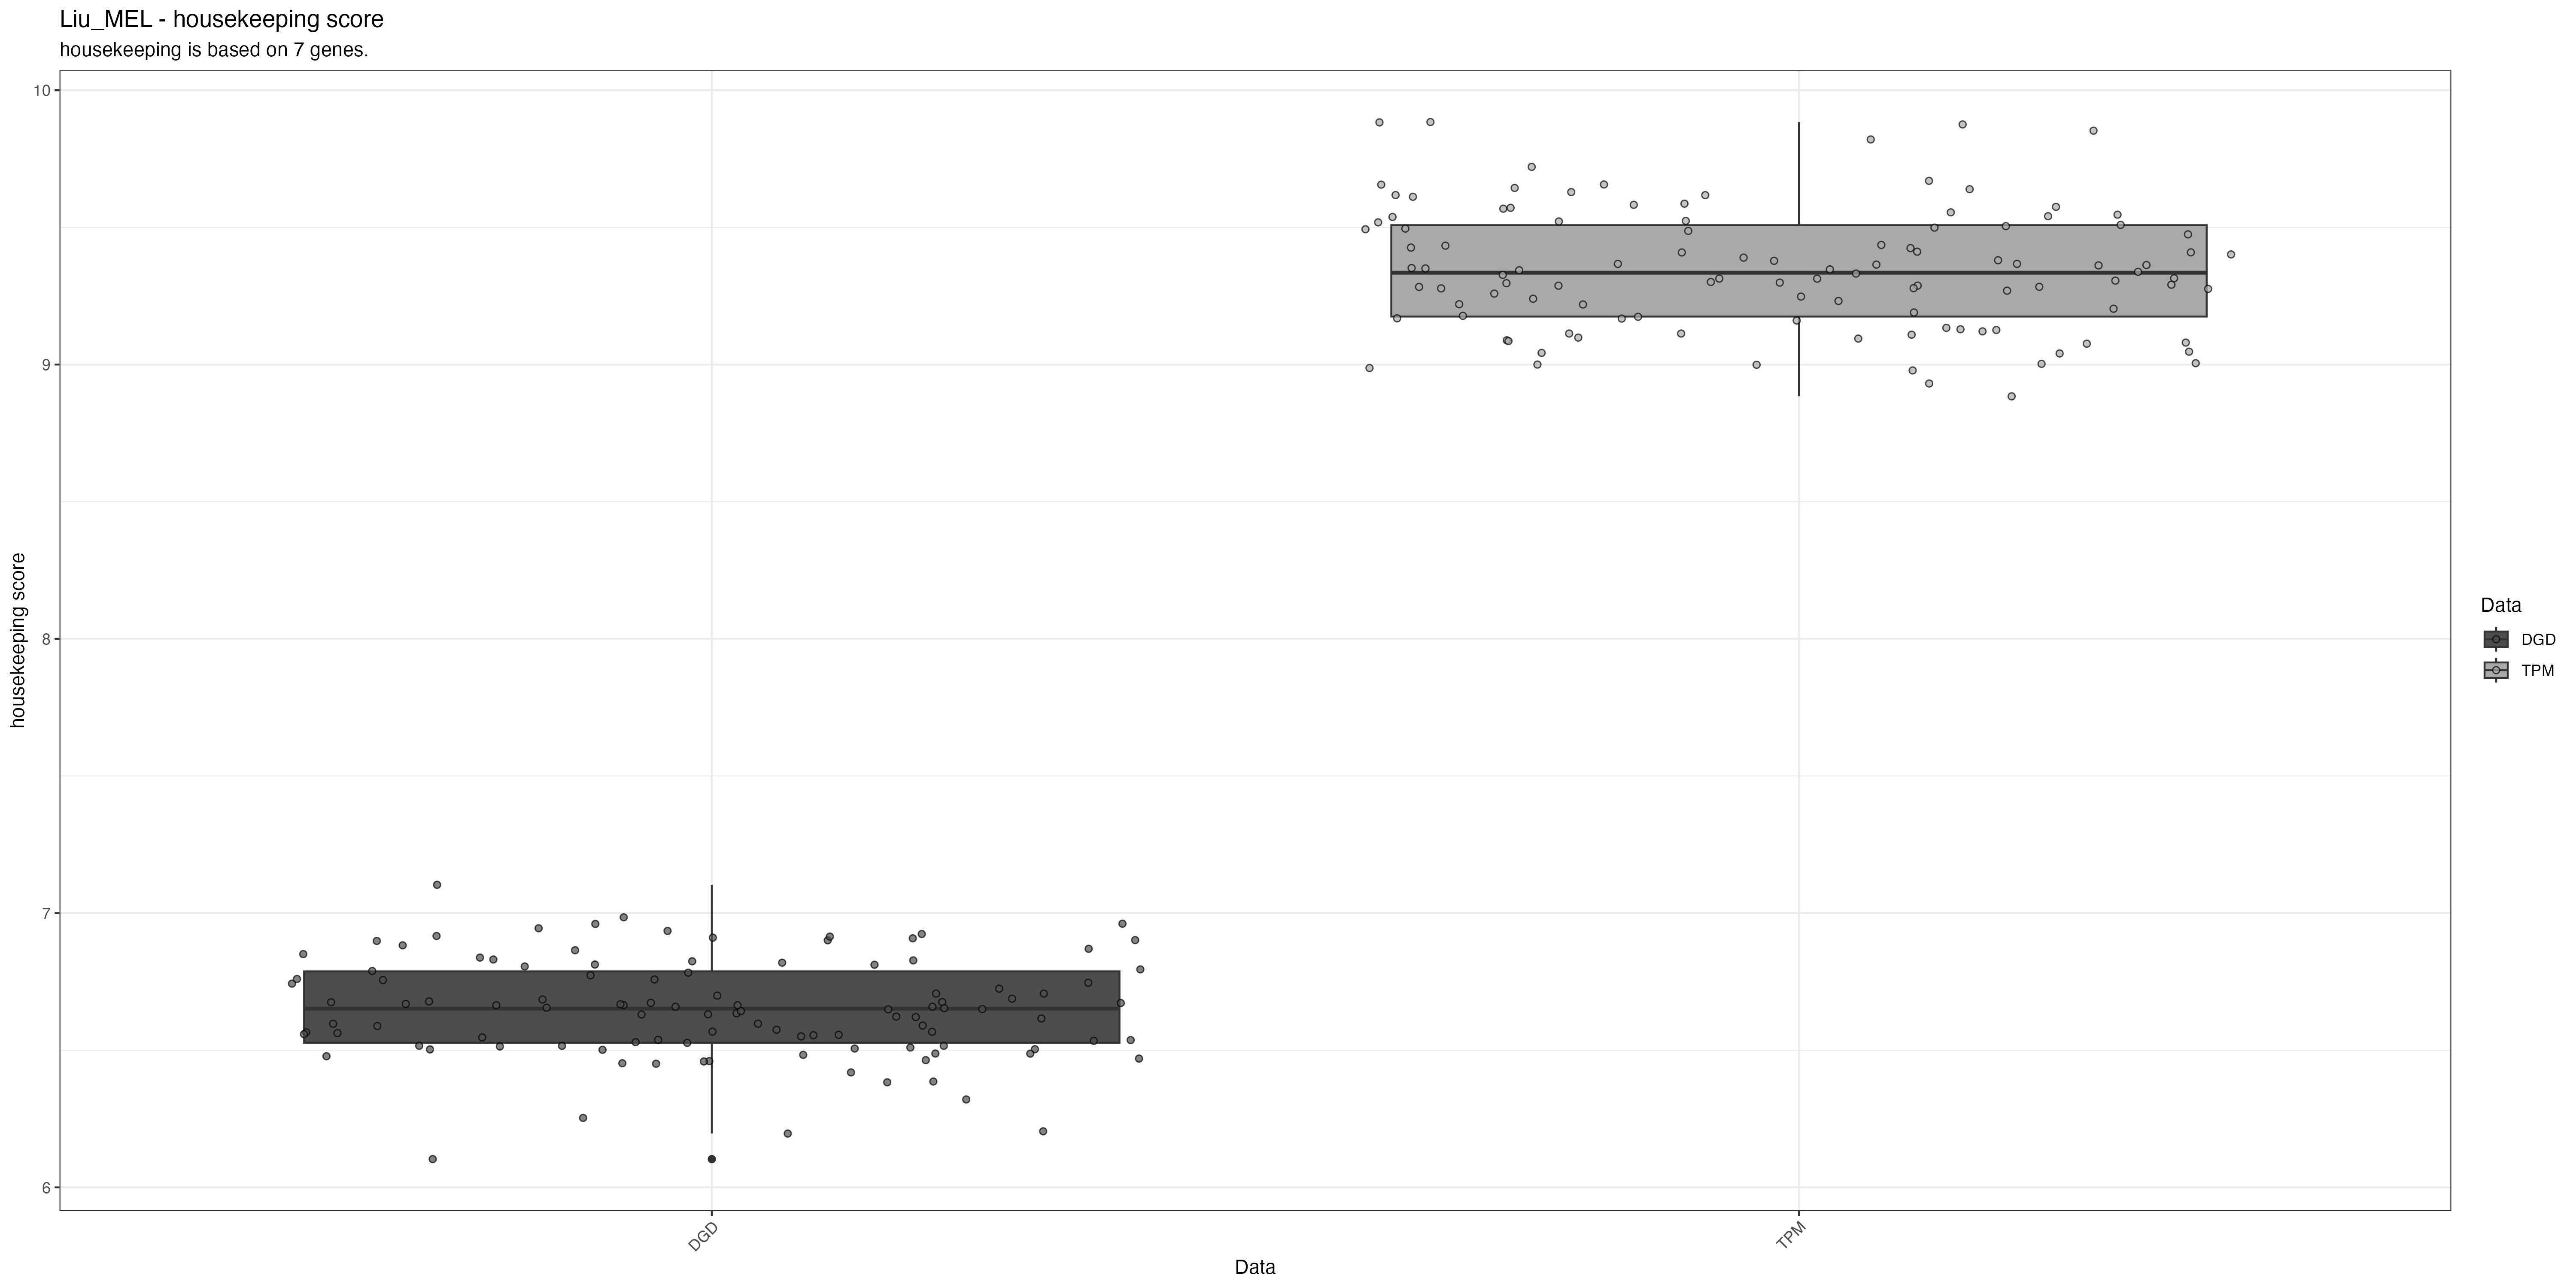 Liu_MEL - housekeeping score
housekeeping is based on 7 genes.
10
9
8
7
6
housekeeping score
DGD
TPM
Data
Data
DGD
TPM